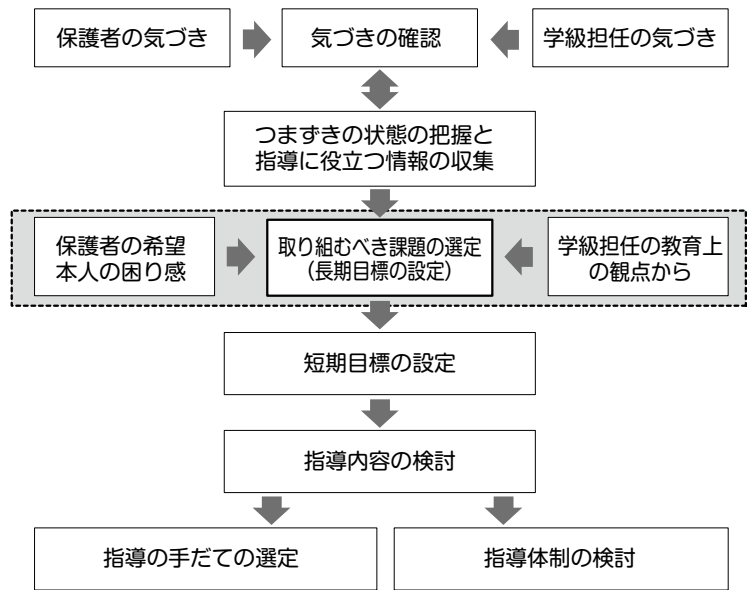 保護者の気づき
気づきの確認
学級担任の気づき
つまずきの状態の把握と
指導に役立つ情報の収集
保護者の希望
本人の困り感
取り組むべき課題の選定
（長期目標の設定）
学級担任の教育上
の観点から
短期目標の設定
指導内容の検討
指導の手だての選定
指導体制の検討